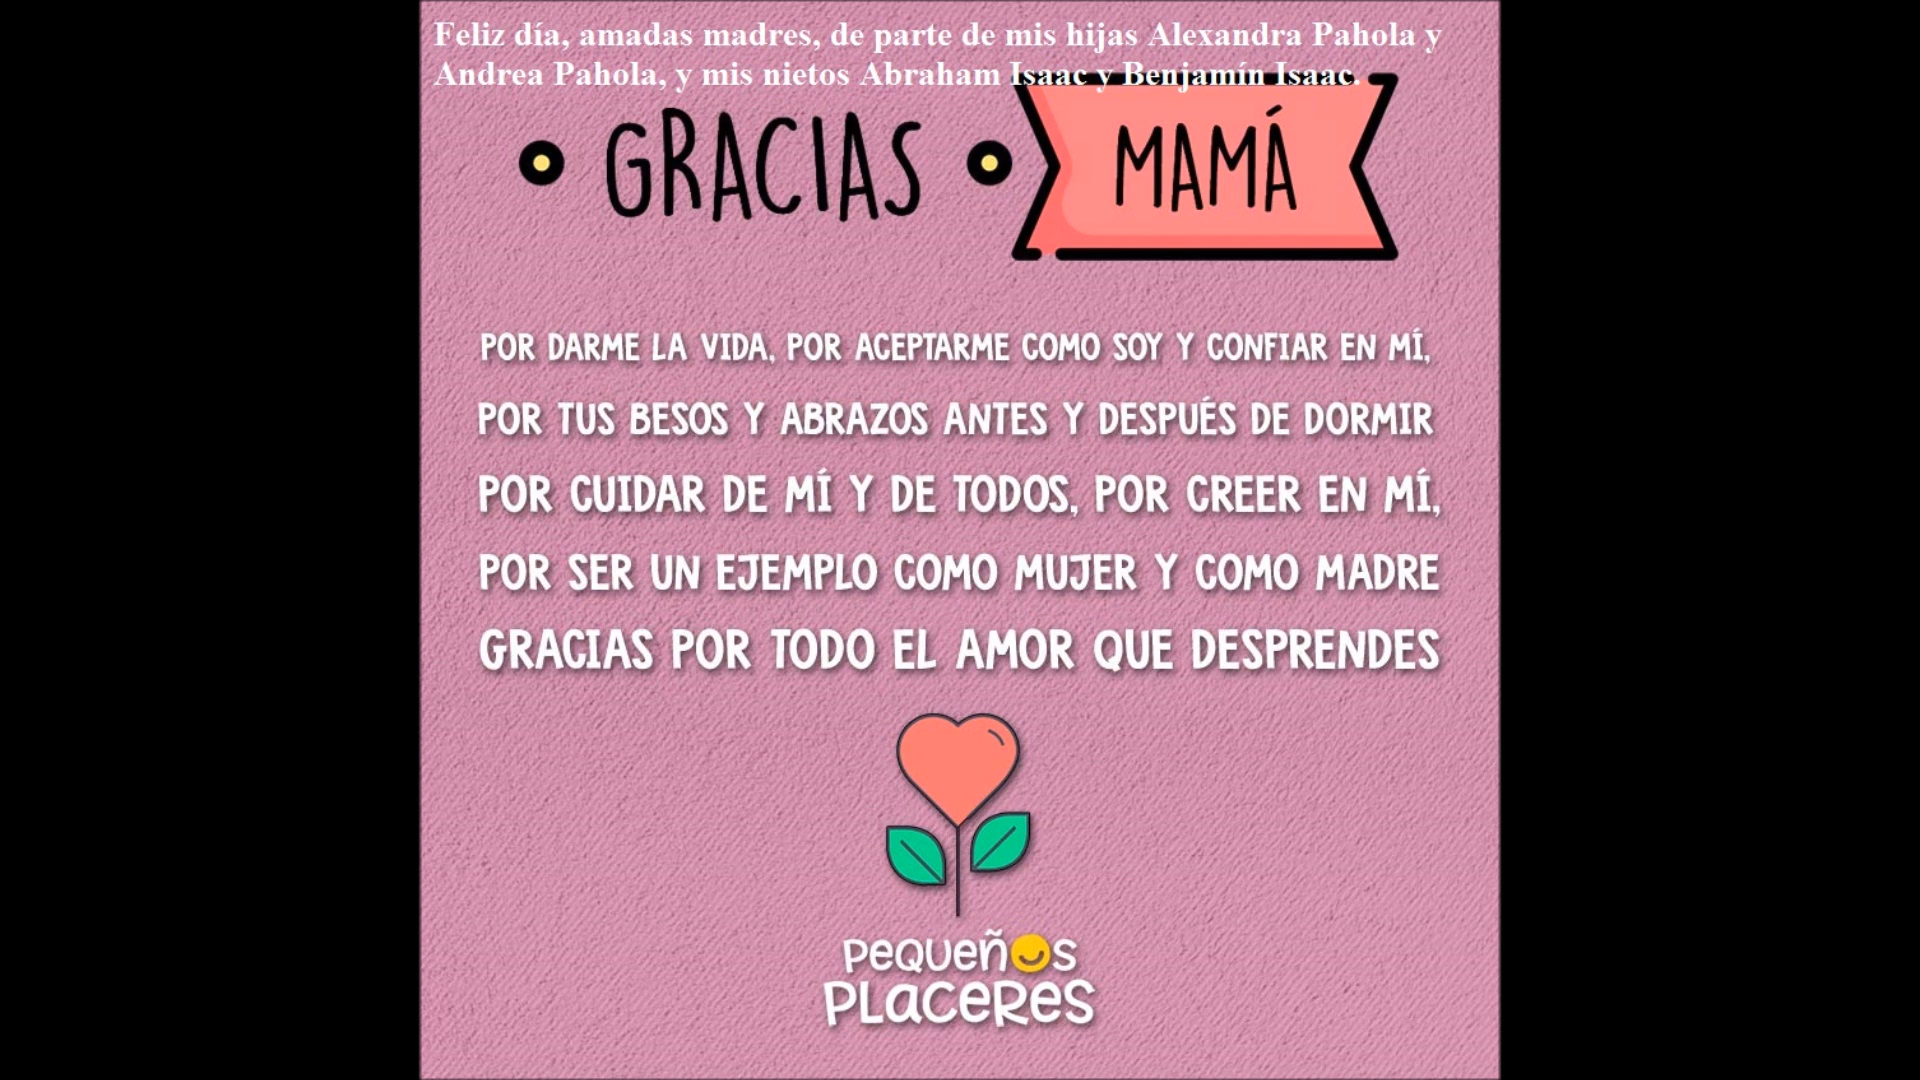 Feliz día, amadas madres, de parte de mis hijas Alexandra Pahola y
Andrea Pahola, y mis nietos Abraham Isaac y Benjamín Isaac.
GRACIAS
MAMÁ
POR DARME LA VIDA, POR ACEPTARME COMO SOY Y CONFIAR EN MÍ,
POR TUS BESOS Y ABRAZOS ANTES Y DESPUÉS DE DORMIR
POR CUIDAR DE MÍ Y DE TODOS, POR CREER EN MÍ,
POR SER UN EJEMPLO COMO MUJER Y COMO MADRE
GRACIAS POR TODO EL AMOR QUE DESPRENDES
PEQUEÑOS
PLACERES